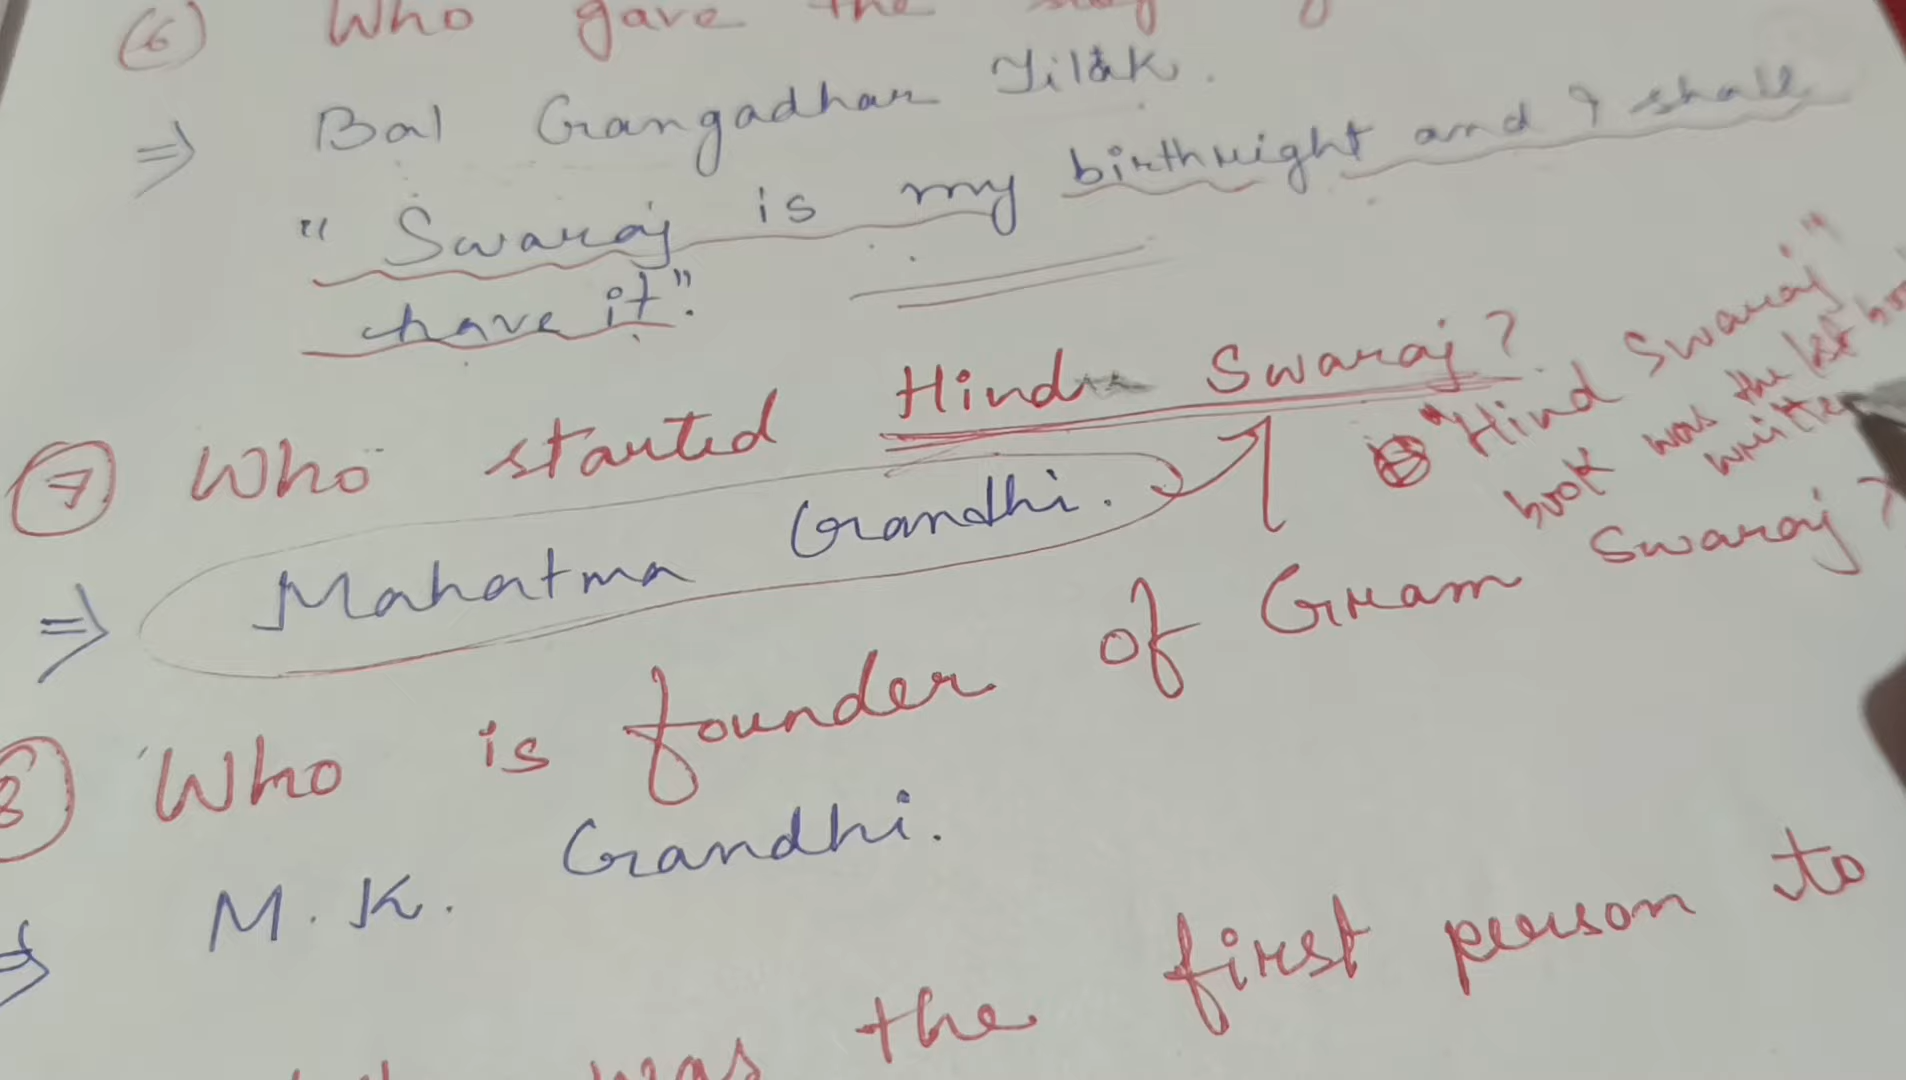 (6) Who gave the
⇒ Bal Gangadhar Tilak.
"Swaraj is my birthright and I shall
have it".
(7) Who started Hind Swaraj?
"Hind Swaraj"
book was the 1st
written
⇒ Mahatma Gandhi.
(8) Who is founder of Gram Swaraj?
⇒ M. K. Gandhi.
was the first person to